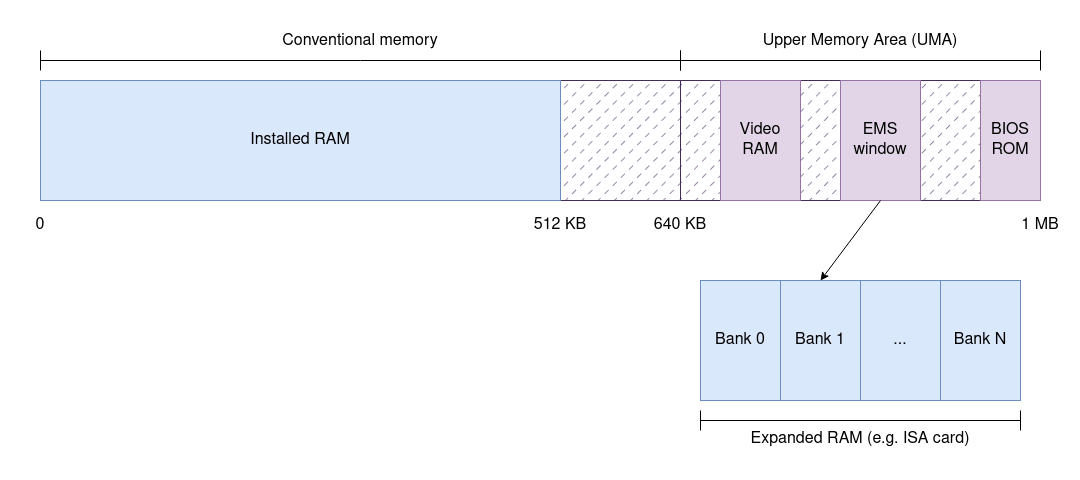 Conventional memory
Upper Memory Area (UMA)
Installed RAM
Video
RAM
EMS
window
BIOS
ROM
0
512 KB
640 KB
1 MB
Bank 0
Bank 1
...
Bank N
Expanded RAM (e.g. ISA card)